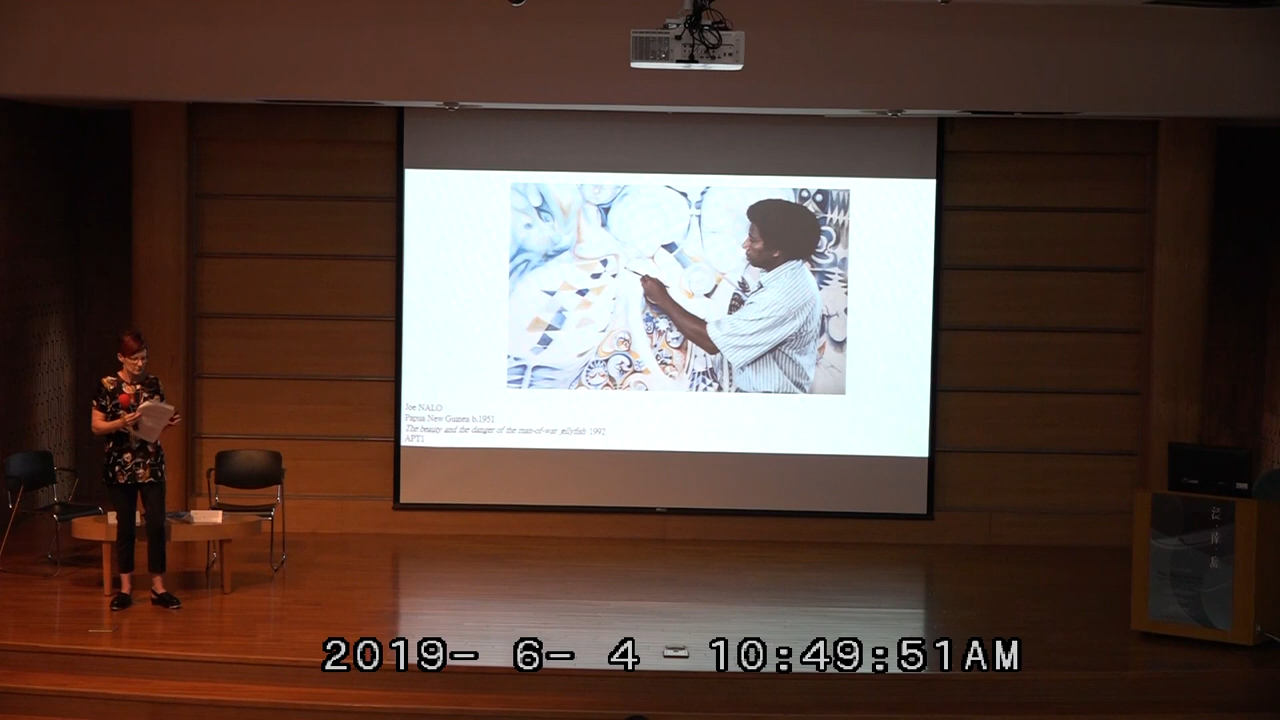 Joe NALO
Papua New Guinea b.1951
The beauty and the danger of the man-of-war jellyfish 1992
APT1
2019- 6- 4 - 10:49:51AM